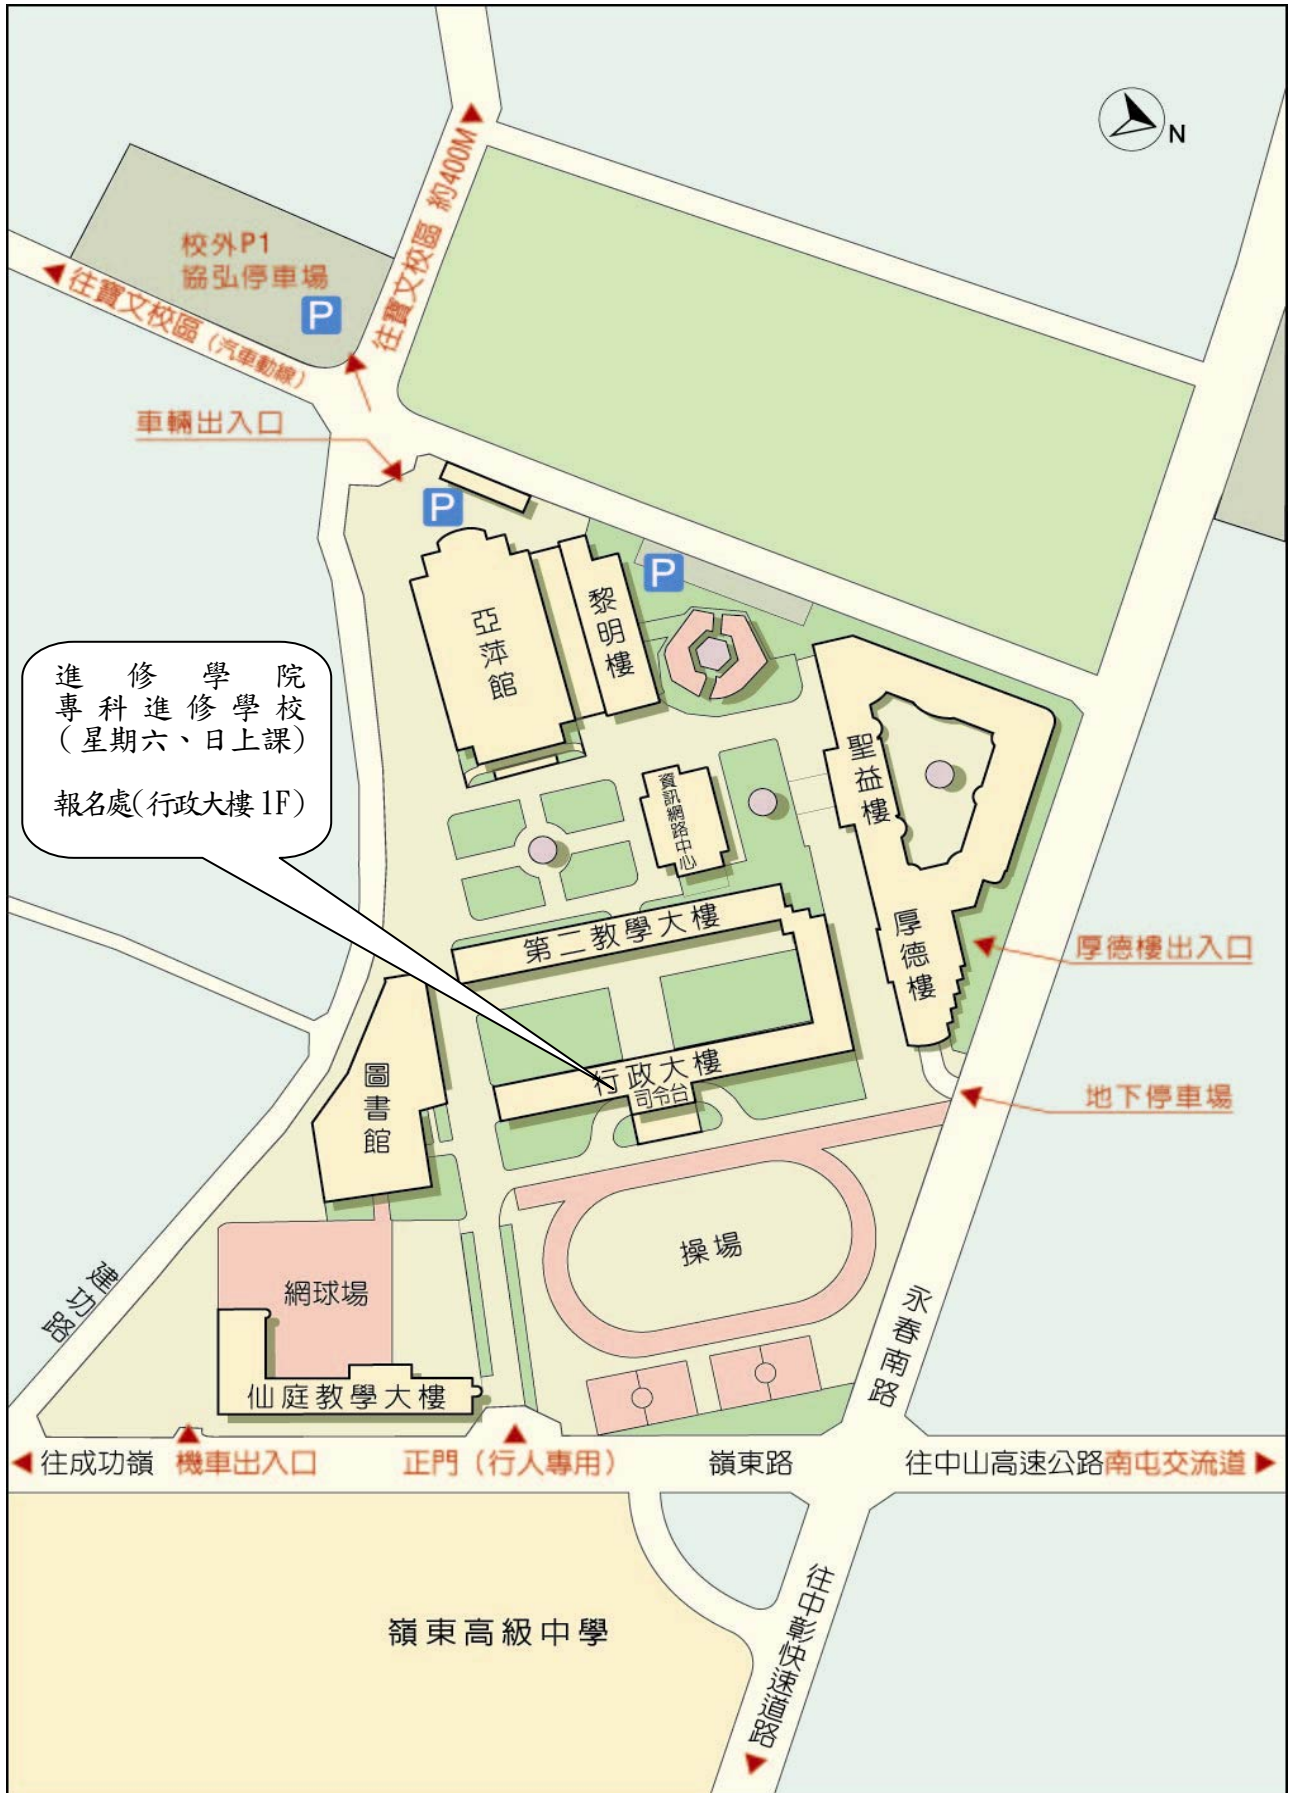 N
往寶文校區 約400M
校外P1
協弘停車場
P
往寶文校區（汽車動線）
車輛出入口
P
P
黎明樓
亞萍館
進修學院
專科進修學校
（星期六、日上課）
報名處(行政大樓1F)
聖益樓
資訊網路中心
第二教學大樓
厚德樓
厚德樓出入口
行政大樓
司令台
圖書館
地下停車場
操場
建功路
網球場
永春南路
仙庭教學大樓
往成功嶺 機車出入口 正門（行人專用） 嶺東路 往中山高速公路南屯交流道
往中彰快速道路
嶺東高級中學